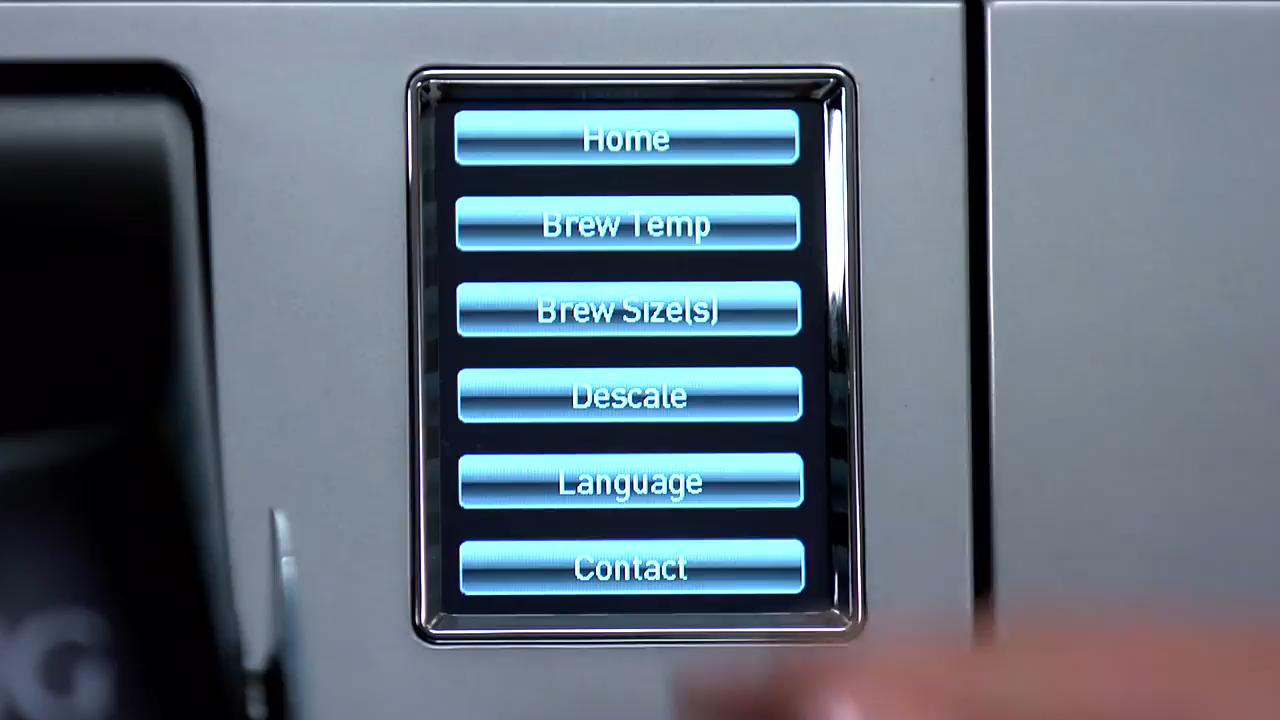 Home
Brew Temp
Brew Size(s)
Descale
Language
Contact